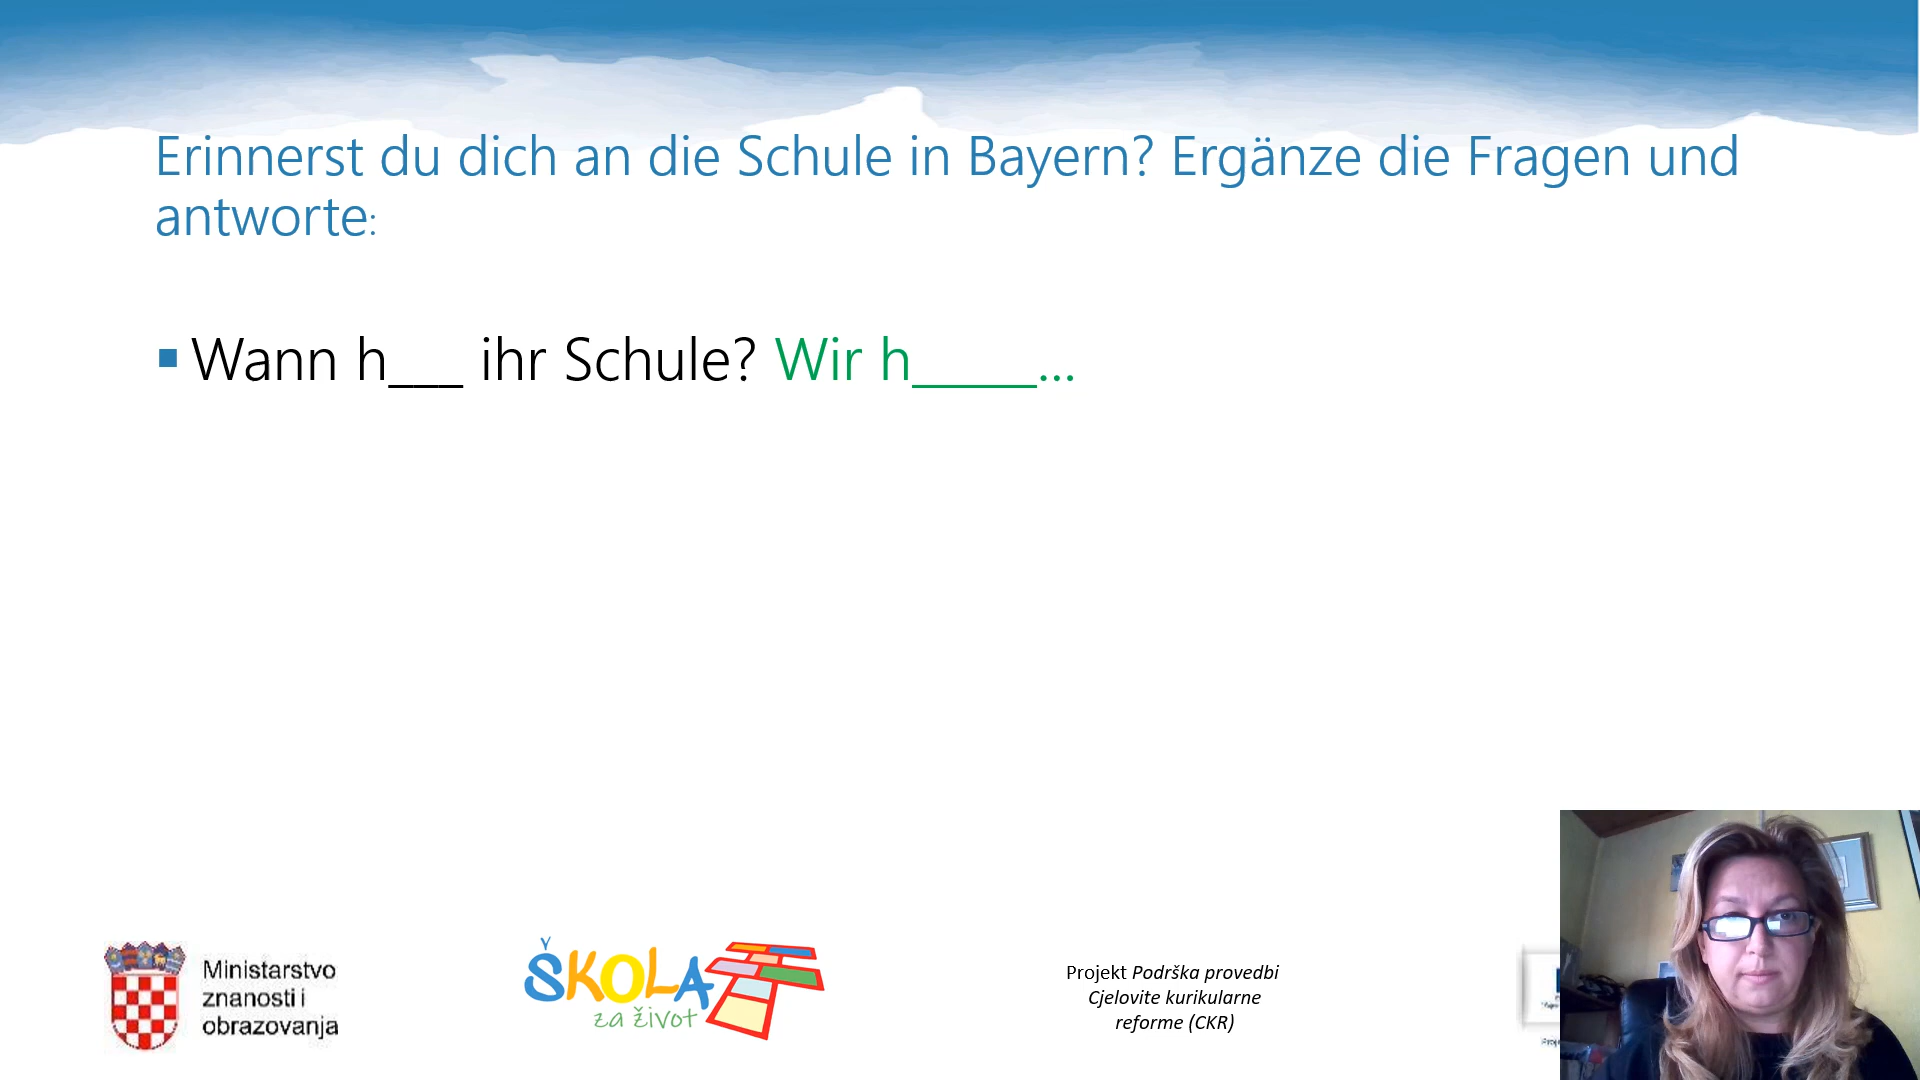 Erinnerst du dich an die Schule in Bayern? Ergänze die Fragen und
antworte:
▪ Wann h___ ihr Schule? Wir h_____...
Ministarstvo
znanosti i
obrazovanja
ŠKOLA
za život
Projekt Podrška provedbi
Cjelovite kurikularne
reforme (CKR)